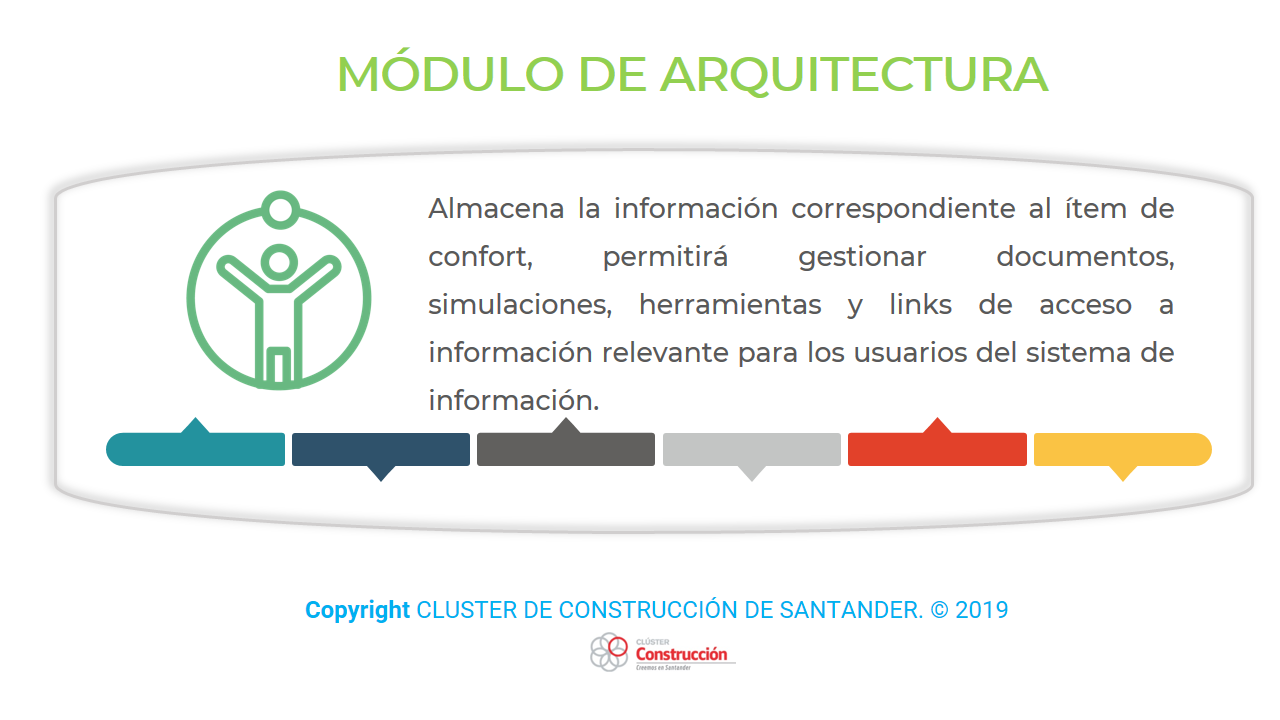 MÓDULO DE ARQUITECTURA
Almacena la información correspondiente al ítem de
confort, permitirá gestionar documentos,
simulaciones, herramientas y links de acceso a
información relevante para los usuarios del sistema de
información.
Copyright CLUSTER DE CONSTRUCCIÓN DE SANTANDER. © 2019
CLÚSTER
Construcción
Creemos en Santander